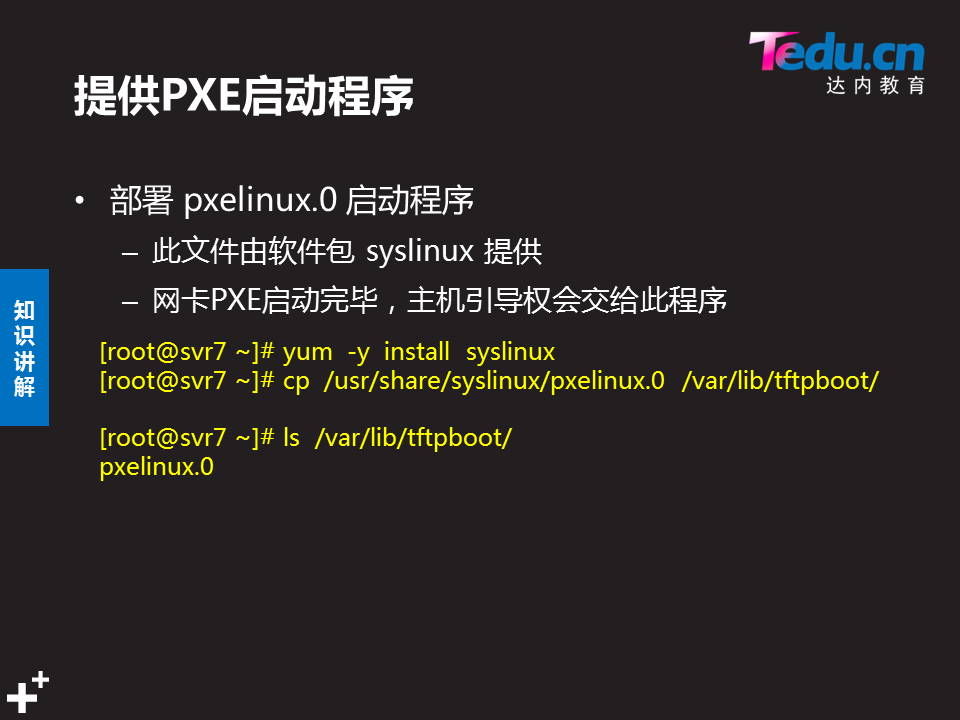 Tedu.cn
达内教育
提供PXE启动程序
• 部署 pxelinux.0 启动程序
– 此文件由软件包 syslinux 提供
– 网卡PXE启动完毕，主机引导权会交给此程序
知识讲解
[root@svr7 ~]# yum  -y  install  syslinux
[root@svr7 ~]# cp  /usr/share/syslinux/pxelinux.0  /var/lib/tftpboot/
[root@svr7 ~]# ls  /var/lib/tftpboot/
pxelinux.0